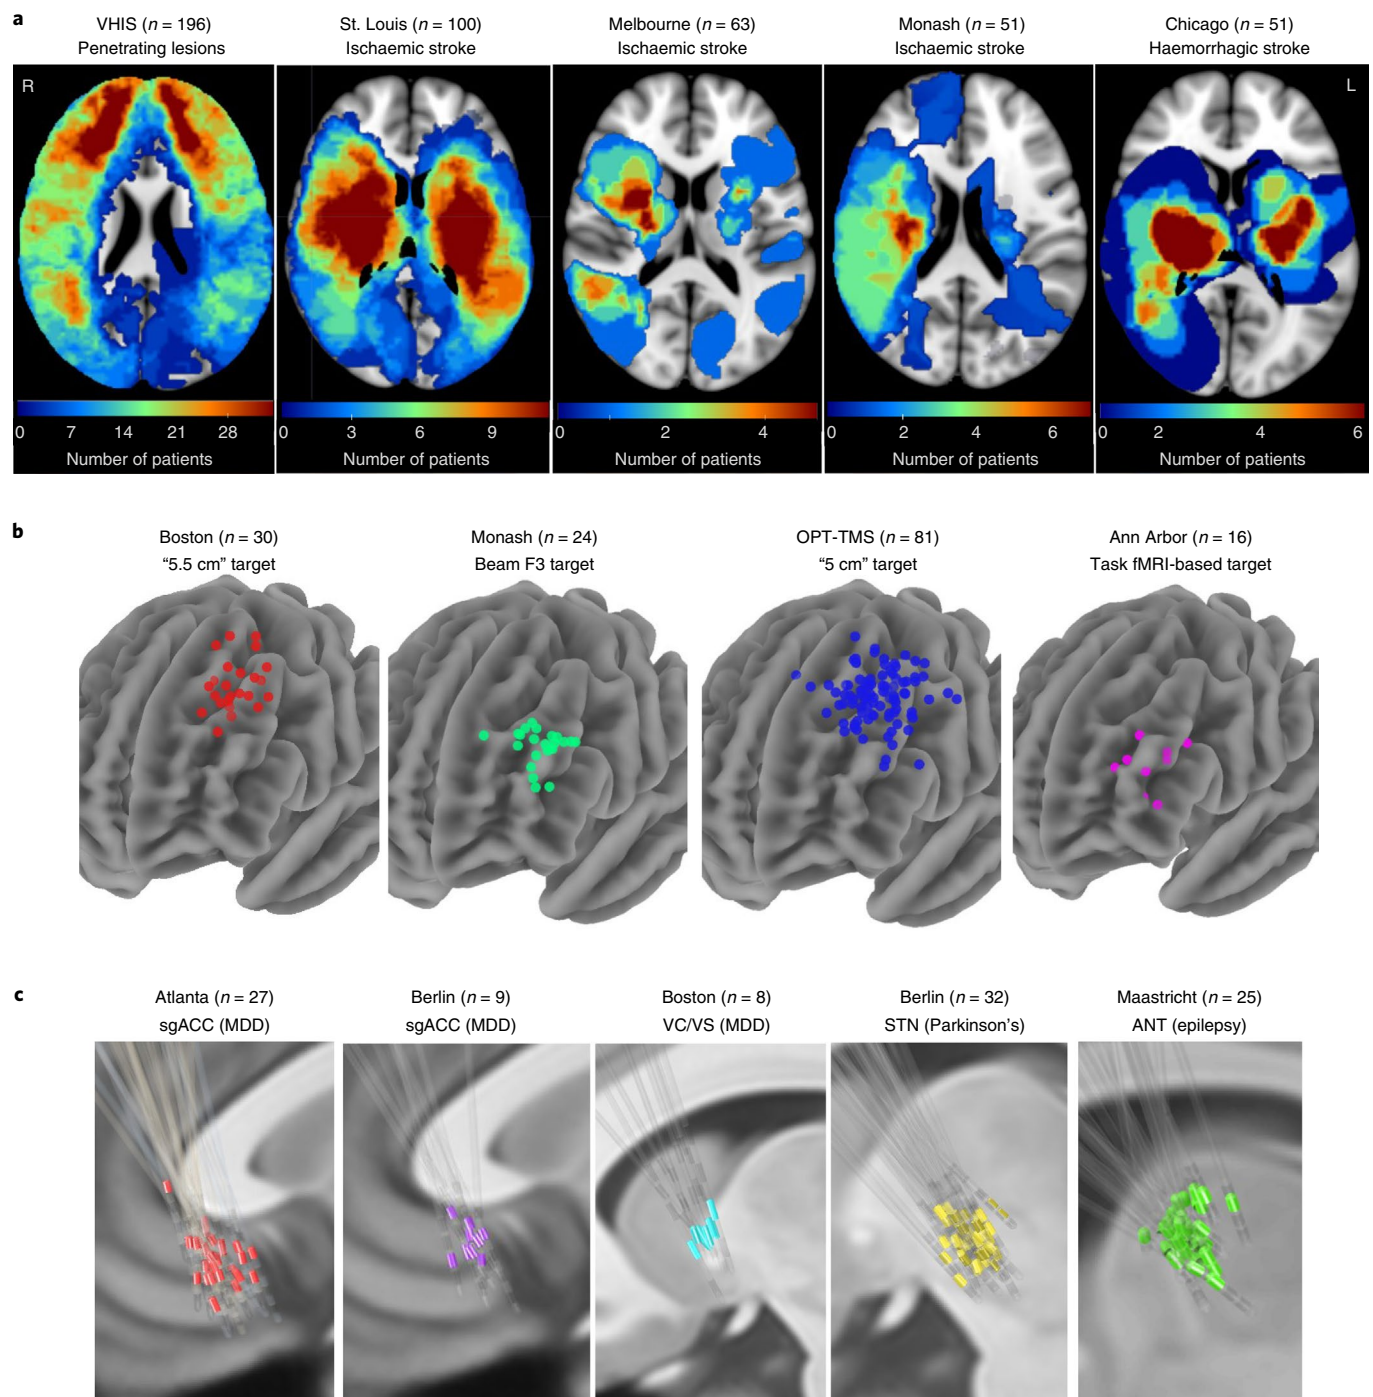 a
VHIS (n = 196)
Penetrating lesions
St. Louis (n = 100)
Ischaemic stroke
Melbourne (n = 63)
Ischaemic stroke
Monash (n = 51)
Ischaemic stroke
Chicago (n = 51)
Haemorrhagic stroke
R
L
0 7 14 21 28
Number of patients
0 3 6 9
Number of patients
0 2 4
Number of patients
0 2 4 6
Number of patients
0 2 4 6
Number of patients
b
Boston (n = 30)
“5.5 cm” target
Monash (n = 24)
Beam F3 target
OPT-TMS (n = 81)
“5 cm” target
Ann Arbor (n = 16)
Task fMRI-based target
c
Atlanta (n = 27)
sgACC (MDD)
Berlin (n = 9)
sgACC (MDD)
Boston (n = 8)
VC/VS (MDD)
Berlin (n = 32)
STN (Parkinson’s)
Maastricht (n = 25)
ANT (epilepsy)